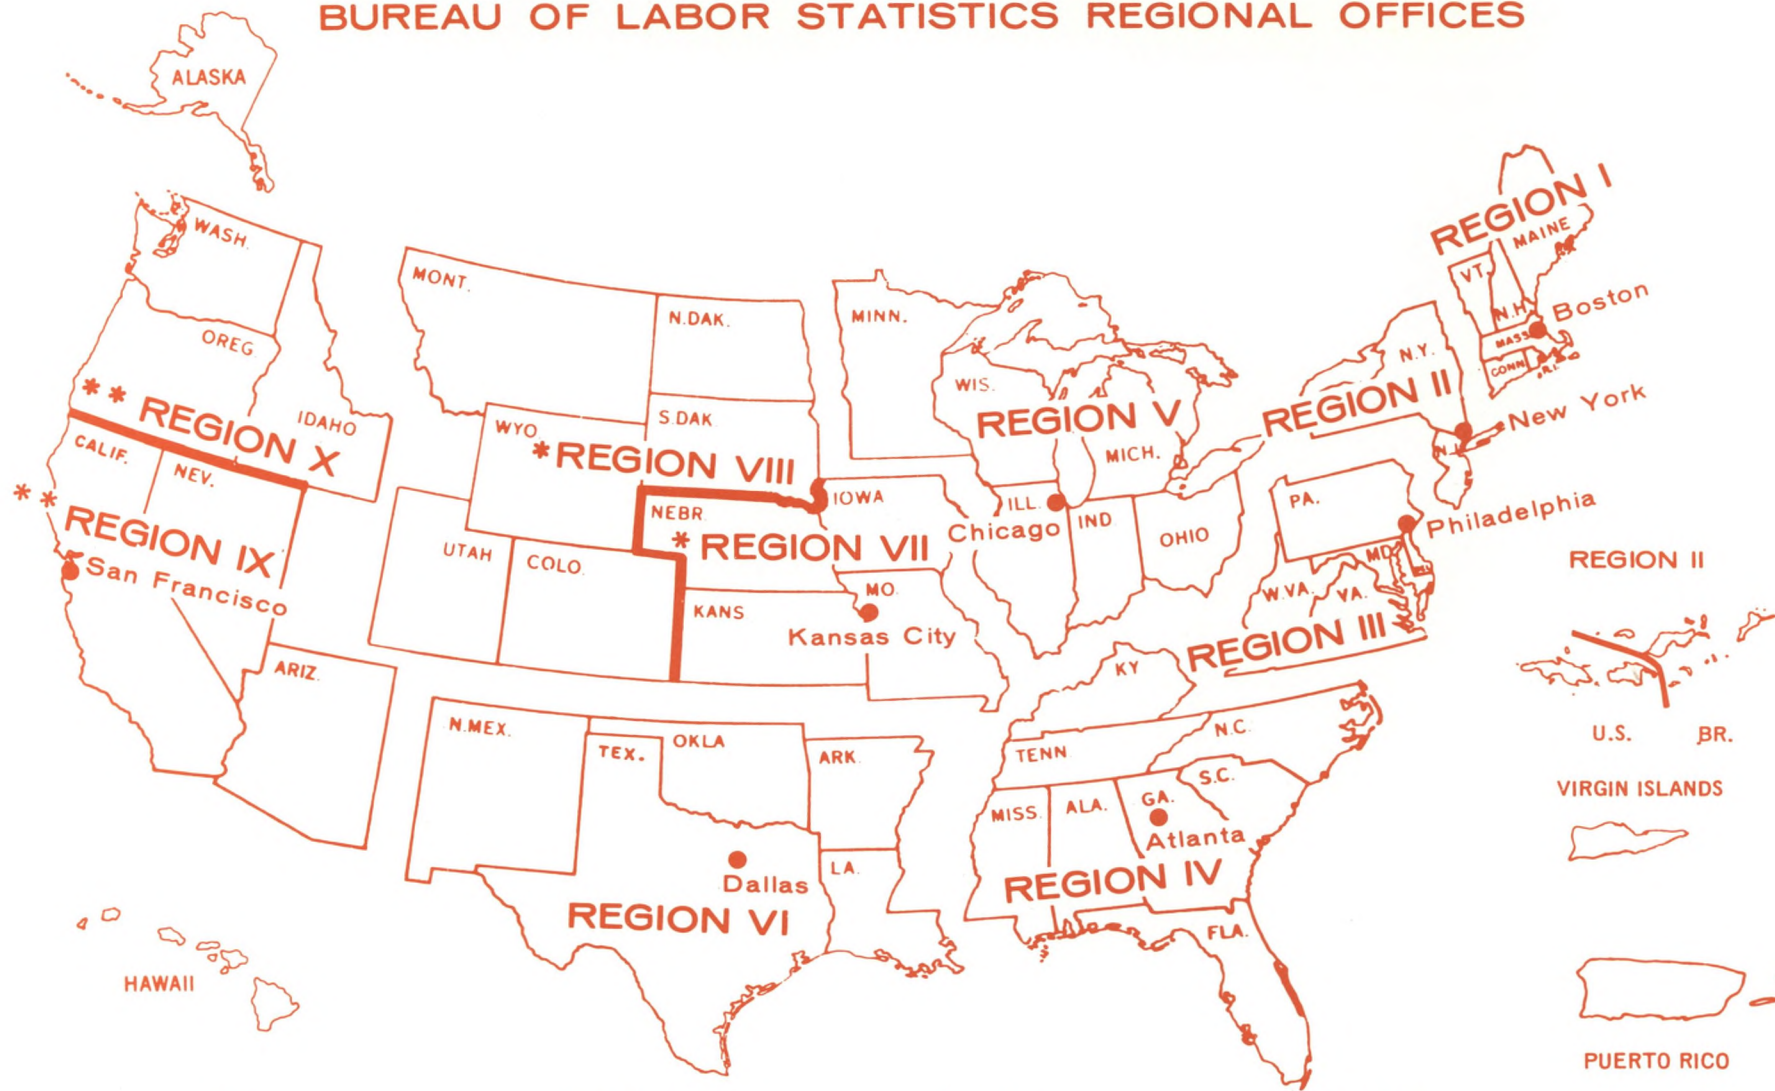 BUREAU OF LABOR STATISTICS REGIONAL OFFICES
ALASKA
REGION I
WASH.
MAINE
MONT.
VT.
N.H.
Boston
MINN.
N.DAK.
MASS
OREG
N.Y.
CONN
R.I.
WIS.
** REGION X
IDAHO
WYO.
S.DAK.
REGION V
REGION II
New York
CALIF.
NEV.
*REGION VIII
MICH.
N.J.
**
REGION IX
NEBR.
IOWA
ILL.
Chicago
IND
OHIO
PA.
Philadelphia
* REGION VII
UTAH
COLO.
MD.
REGION II
San Francisco
KANS
MO.
Kansas City
W.VA.
VA.
REGION III
ARIZ.
KY
N.MEX.
TEX.
OKLA
ARK.
TENN
N.C.
S.C.
U.S.
BR.
VIRGIN ISLANDS
MISS.
ALA.
GA.
Atlanta
Dallas
LA.
REGION IV
REGION VI
FLA.
HAWAII
PUERTO RICO